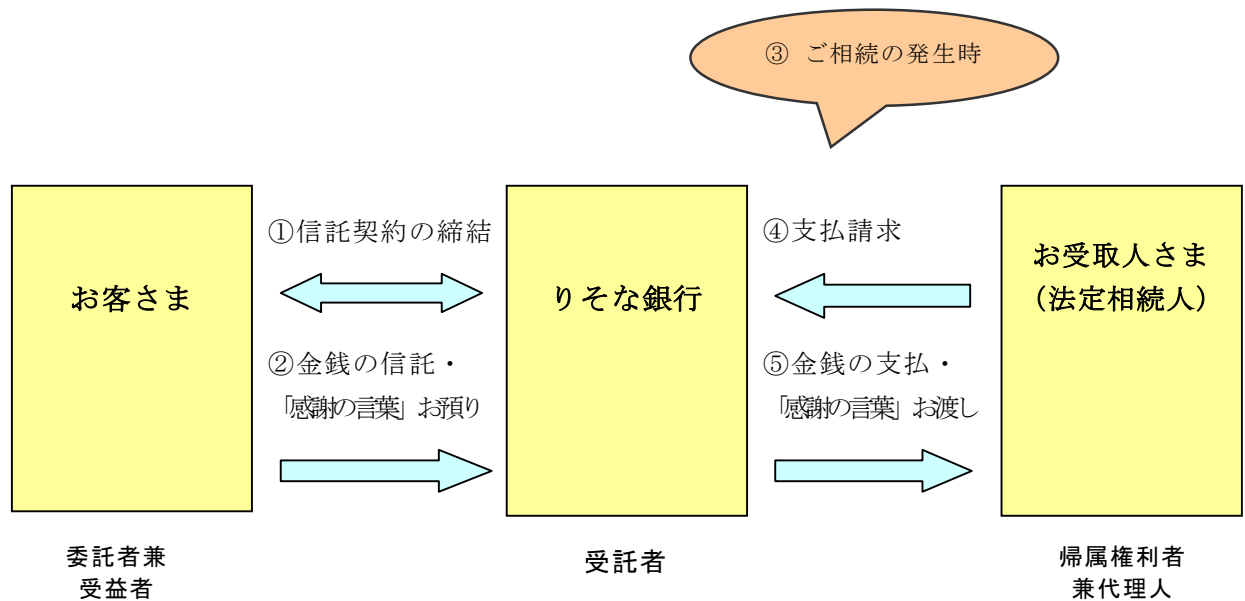 ③ ご相続の発生時
①信託契約の締結
④支払請求
お客さま
りそな銀行
お受取人さま
(法定相続人)
②金銭の信託・
「感謝の言葉」お預り
⑤金銭の支払・
「感謝の言葉」お渡し
委託者兼
受益者
受託者
帰属権利者
兼代理人